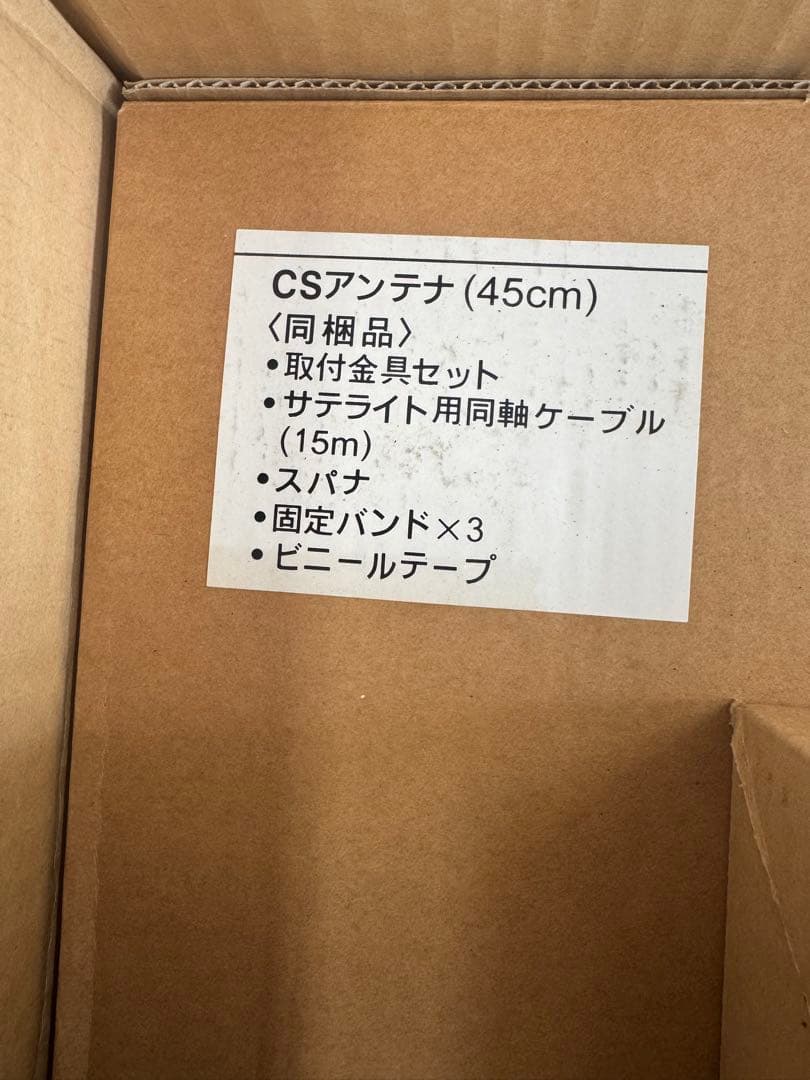 CSアンテナ(45cm)
〈同梱品〉
•取付金具セット
•サテライト用同軸ケーブル
(15m)
•スパナ
•固定バンド×3
•ビニールテープ